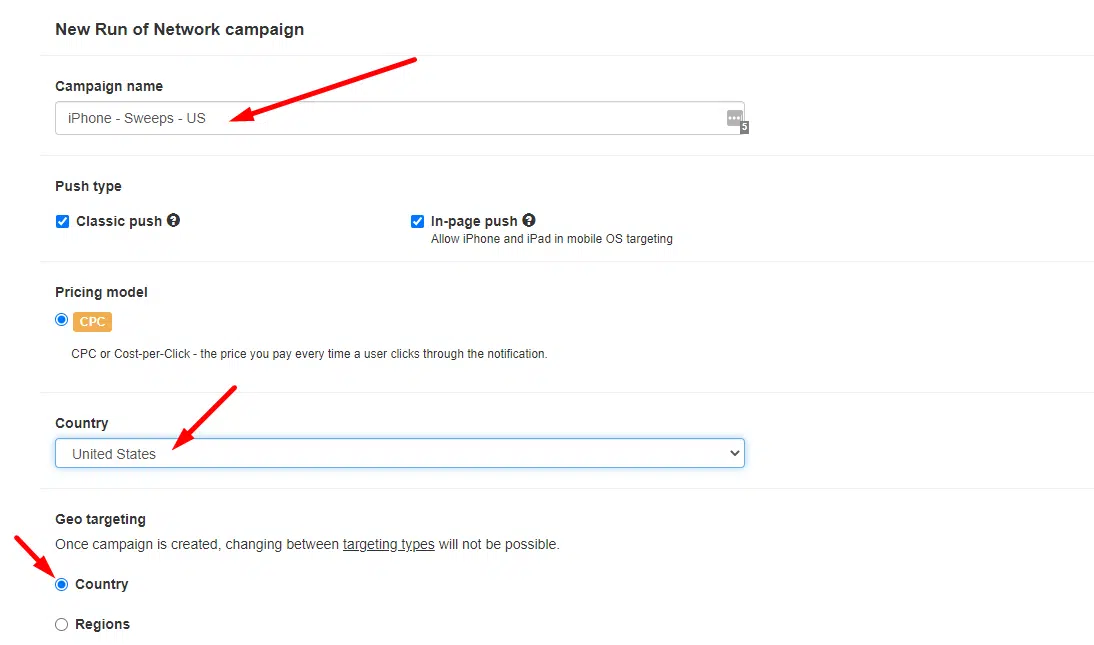 New Run of Network campaign
Campaign name
iPhone - Sweeps - US
5
Push type
Classic push ?
In-page push ?
Allow iPhone and iPad in mobile OS targeting
Pricing model
CPC
CPC or Cost-per-Click - the price you pay every time a user clicks through the notification.
Country
United States
Geo targeting
Once campaign is created, changing between targeting types will not be possible.
Country
Regions